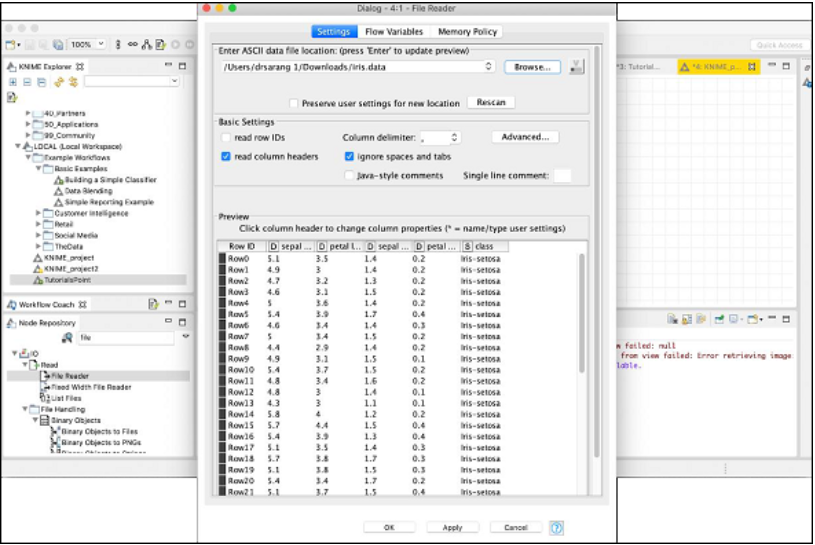 Dialog - 4:1 - File Reader
Settings Flow Variables Memory Policy
Enter ASCII data file location: (press 'Enter' to update preview)
/Users/drsarang 1/Downloads/iris.data Browse...
Preserve user settings for new location Rescan
Basic Settings
read row IDs Column delimiter: , Advanced...
read column headers ignore spaces and tabs
Java-style comments Single line comment:
Preview
Click column header to change column properties (* = name/type user settings)
Row ID D sepal ... D petal l... D sepal ... D petal ... S class
Row0 5.1 3.5 1.4 0.2 Iris-setosa
Row1 4.9 3 1.4 0.2 Iris-setosa
Row2 4.7 3.2 1.3 0.2 Iris-setosa
Row3 4.6 3.1 1.5 0.2 Iris-setosa
Row4 5 3.6 1.4 0.2 Iris-setosa
Row5 5.4 3.9 1.7 0.4 Iris-setosa
Row6 4.6 3.4 1.4 0.3 Iris-setosa
Row7 5 3.4 1.5 0.2 Iris-setosa
Row8 4.4 2.9 1.4 0.2 Iris-setosa
Row9 4.9 3.1 1.5 0.1 Iris-setosa
Row10 5.4 3.7 1.5 0.2 Iris-setosa
Row11 4.8 3.4 1.6 0.2 Iris-setosa
Row12 4.8 3 1.4 0.1 Iris-setosa
Row13 4.3 3 1.1 0.1 Iris-setosa
Row14 5.8 4 1.2 0.2 Iris-setosa
Row15 5.7 4.4 1.5 0.4 Iris-setosa
Row16 5.4 3.9 1.3 0.4 Iris-setosa
Row17 5.1 3.5 1.4 0.3 Iris-setosa
Row18 5.7 3.8 1.7 0.3 Iris-setosa
Row19 5.1 3.8 1.5 0.3 Iris-setosa
Row20 5.4 3.4 1.7 0.2 Iris-setosa
Row21 5.1 3.7 1.5 0.4 Iris-setosa
OK Apply Cancel
100%
KNIME Explorer
40_Partners
50_Applications
99_Community
LOCAL (Local Workspace)
Example Workflows
Basic Examples
Building a Simple Classifier
Data Blending
Simple Reporting Example
Customer Intelligence
Retail
Social Media
TheData
KNIME_project
KNIME_project2
TutorialsPoint
Workflow Coach
Node Repository
file
IO
Read
File Reader
Fixed Width File Reader
List Files
File Handling
Binary Objects
Binary Objects to Files
Binary Objects to PNGs
Quick Access
*3: Tutorial... *4: KNIME_p...
w failed: null
from view failed: Error retrieving image
lable.